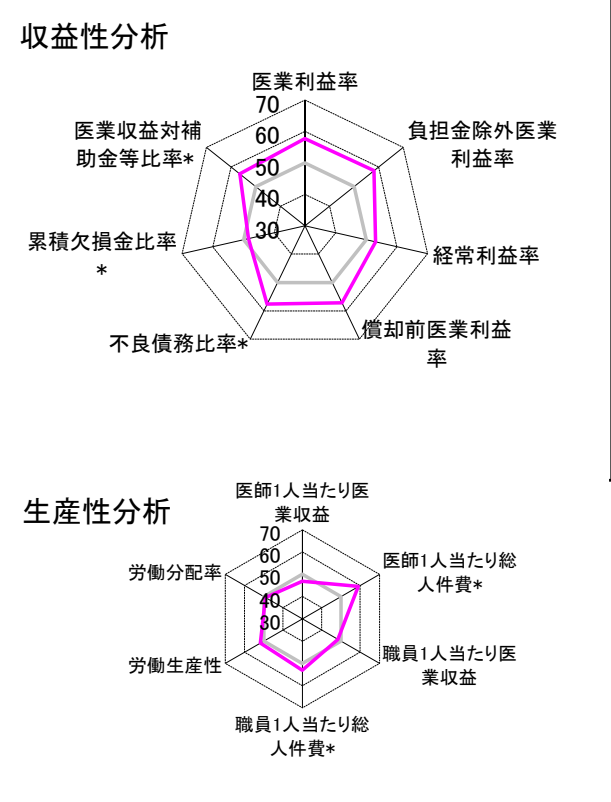 収益性分析
医業利益率
70
60
50
40
30
負担金除外医業
利益率
経常利益率
償却前医業利益
率
不良債務比率*
累積欠損金比率
*
医業収益対補
助金等比率*
生産性分析
医師1人当たり医
業収益
70
60
50
40
30
医師1人当たり総
人件費*
職員1人当たり医
業収益
職員1人当たり総
人件費*
労働生産性
労働分配率